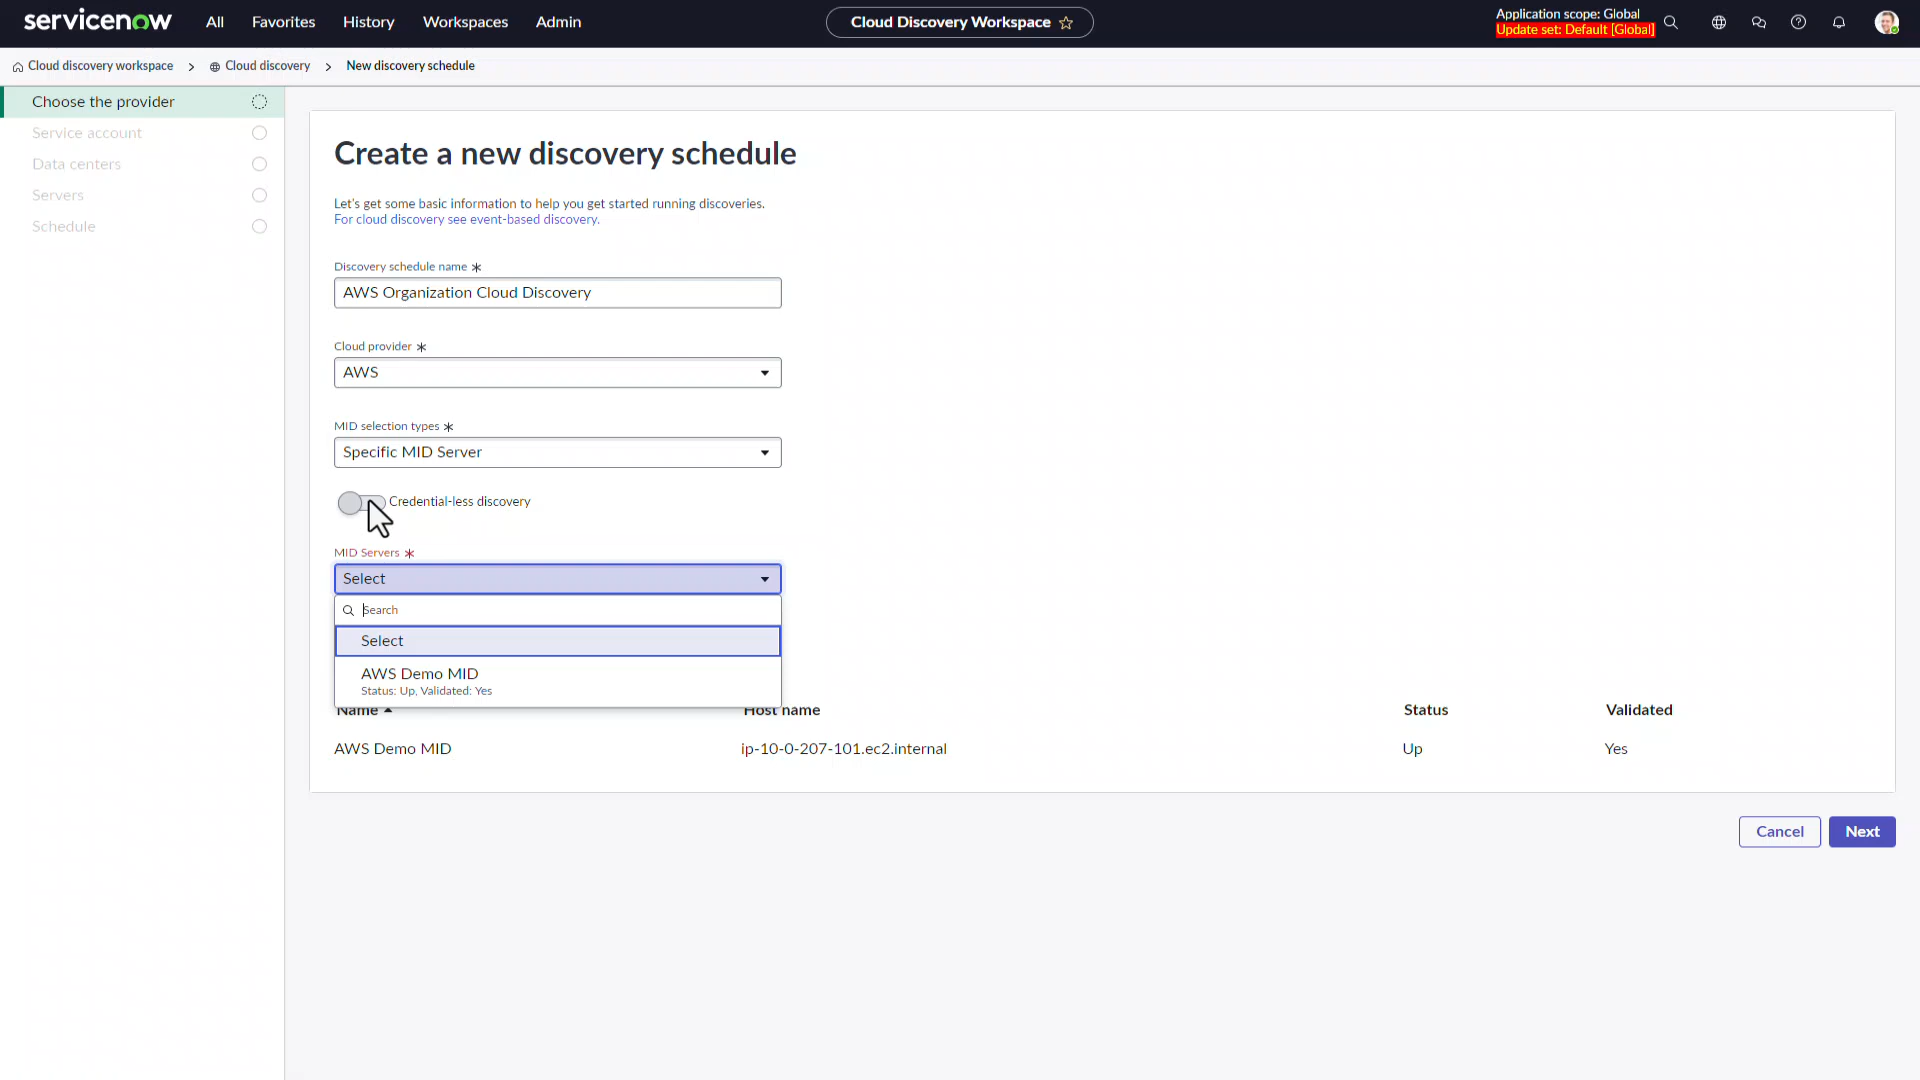 servicenow All Favorites History Workspaces Admin
Cloud Discovery Workspace
Application scope: Global
Update set: Default [Global]
Cloud discovery workspace > Cloud discovery > New discovery schedule
Choose the provider
Service account
Data centers
Servers
Schedule
Create a new discovery schedule
Let's get some basic information to help you get started running discoveries.
For cloud discovery see event-based discovery.
Discovery schedule name *
AWS Organization Cloud Discovery
Cloud provider *
AWS
MID selection types *
Specific MID Server
Credential-less discovery
MID Servers *
Select
Search
Select
AWS Demo MID
Status: Up, Validated: Yes
Name Host name Status Validated
AWS Demo MID ip-10-0-207-101.ec2.internal Up Yes
Cancel Next